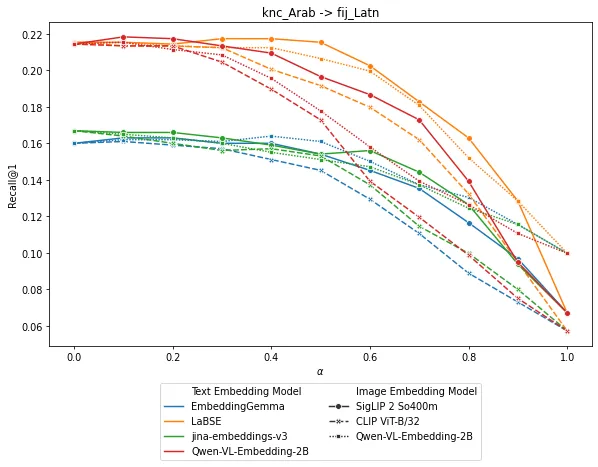 knc_Arab -> fij_Latn
Recall@1
0.22
0.20
0.18
0.16
0.14
0.12
0.10
0.08
0.06
0.0
0.2
0.4
0.6
0.8
1.0
α
Text Embedding Model
EmbeddingGemma
LaBSE
jina-embeddings-v3
Qwen-VL-Embedding-2B
Image Embedding Model
SigLIP 2 So400m
CLIP ViT-B/32
Qwen-VL-Embedding-2B